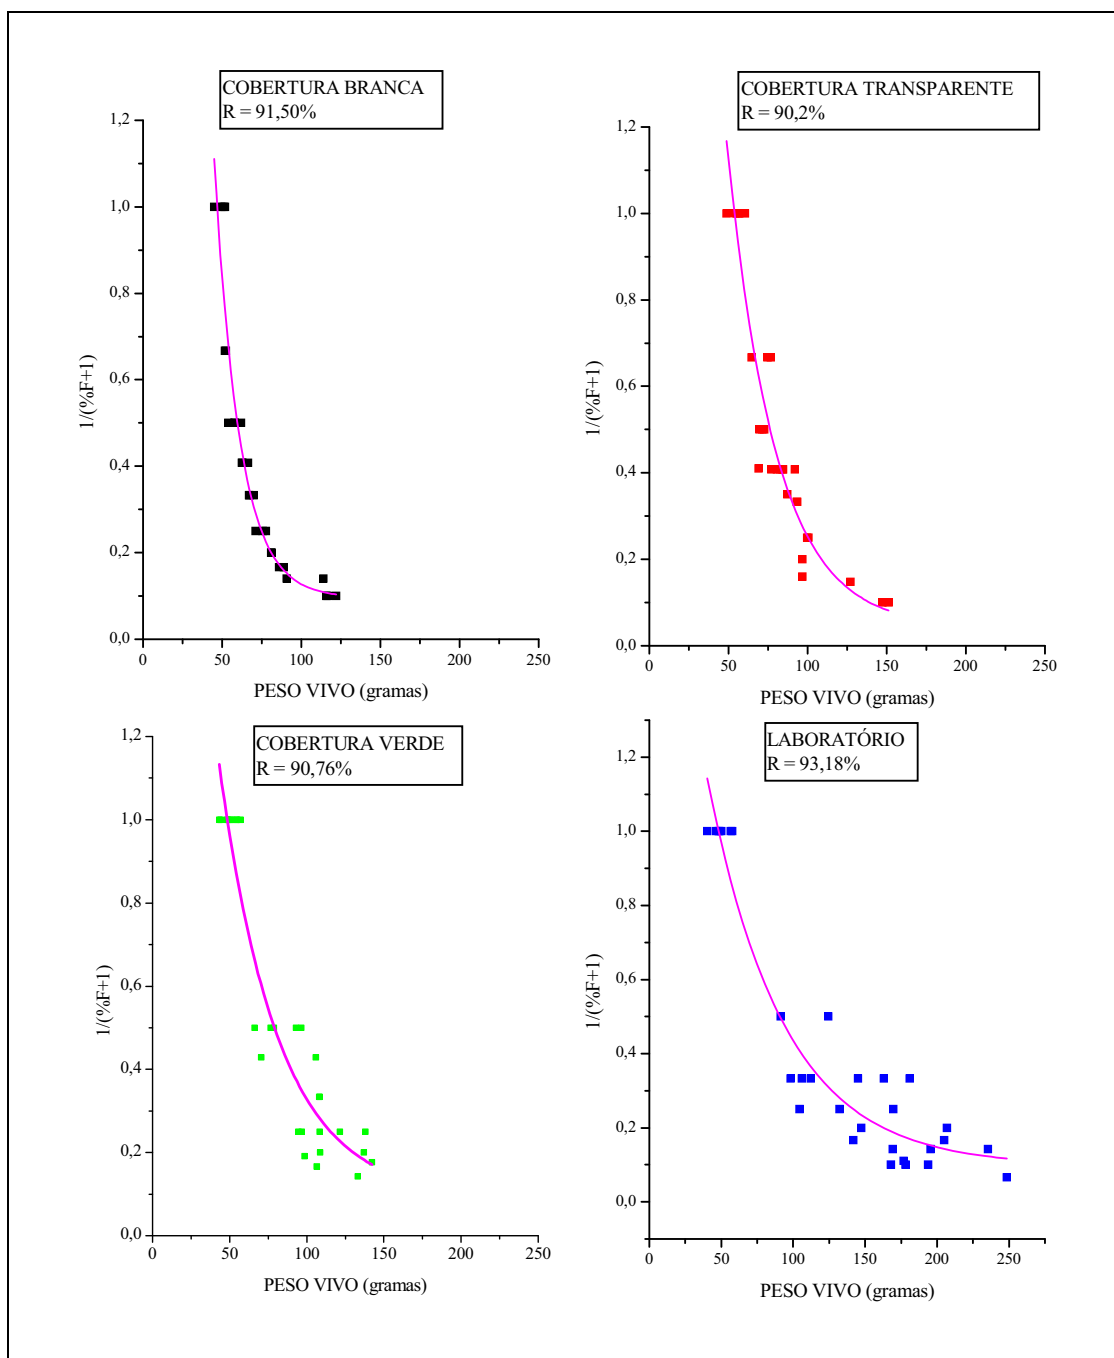 COBERTURA BRANCA
R = 91,50%
1,2
1,0
0,8
0,6
0,4
0,2
0,0
1/(%F+1)
0 50 100 150 200 250
PESO VIVO (gramas)
COBERTURA TRANSPARENTE
R = 90,2%
1,2
1,0
0,8
0,6
0,4
0,2
0,0
1/(%F+1)
0 50 100 150 200 250
PESO VIVO (gramas)
COBERTURA VERDE
R = 90,76%
1,2
1,0
0,8
0,6
0,4
0,2
0,0
1/(%F+1)
0 50 100 150 200 250
PESO VIVO (gramas)
LABORATÓRIO
R = 93,18%
1,2
1,0
0,8
0,6
0,4
0,2
0,0
1/(%F+1)
0 50 100 150 200 250
PESO VIVO (gramas)